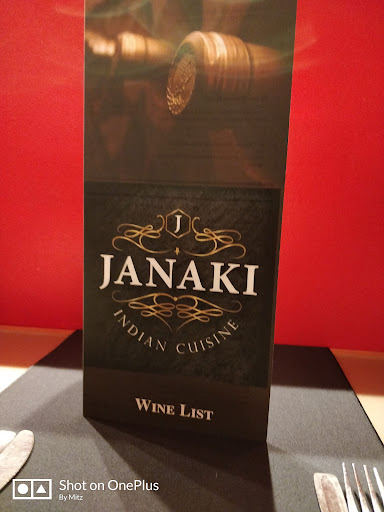 J
JANAKI
INDIAN CUISINE
WINE LIST
Shot on OnePlus
By Mitz